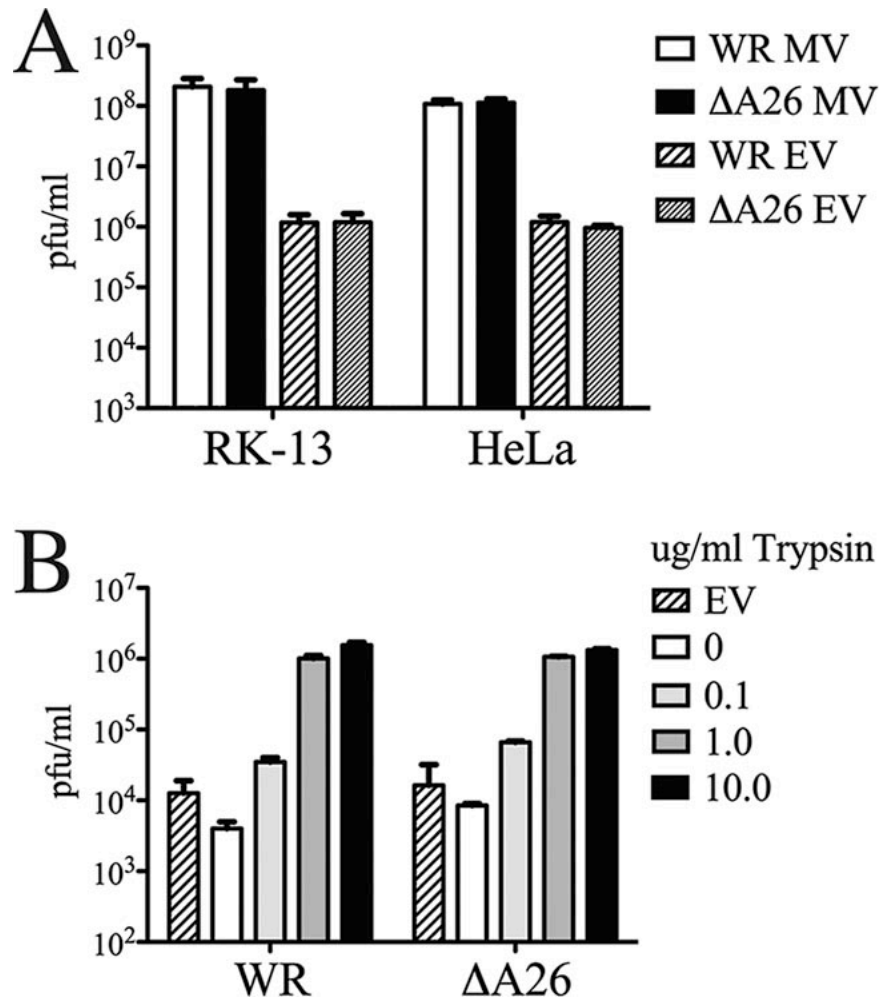 A
10⁹
10⁸
10⁷
10⁶
10⁵
10⁴
10³
pfu/ml
RK-13
HeLa
WR MV
ΔA26 MV
WR EV
ΔA26 EV
B
10⁷
10⁶
10⁵
10⁴
10³
10²
pfu/ml
WR
ΔA26
ug/ml Trypsin
EV
0
0.1
1.0
10.0